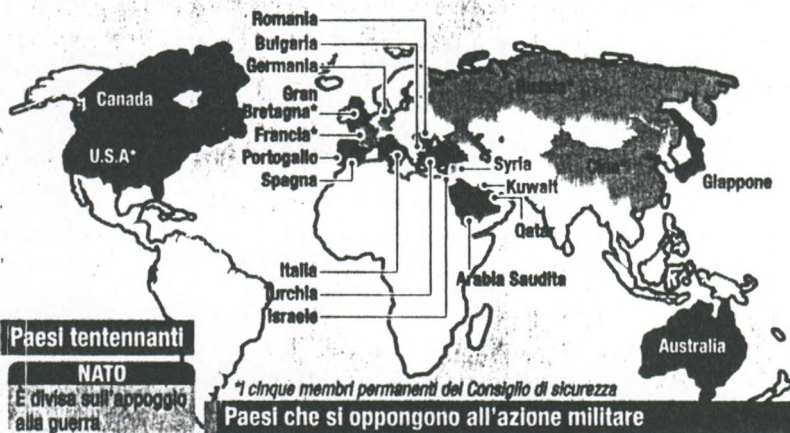 Romania
Bulgaria
Germania
Gran
Bretagna*
Francia*
Portogallo
Spagna
Canada
U.S.A*
Russia*
Cina*
Syria
Kuwait
Qatar
Giappone
Italia
Turchia
Israele
Arabia Saudita
Australia
Paesi tentennanti
NATO
È divisa sull'appoggio
alla guerra
*I cinque membri permanenti del Consiglio di sicurezza
Paesi che si oppongono all'azione militare